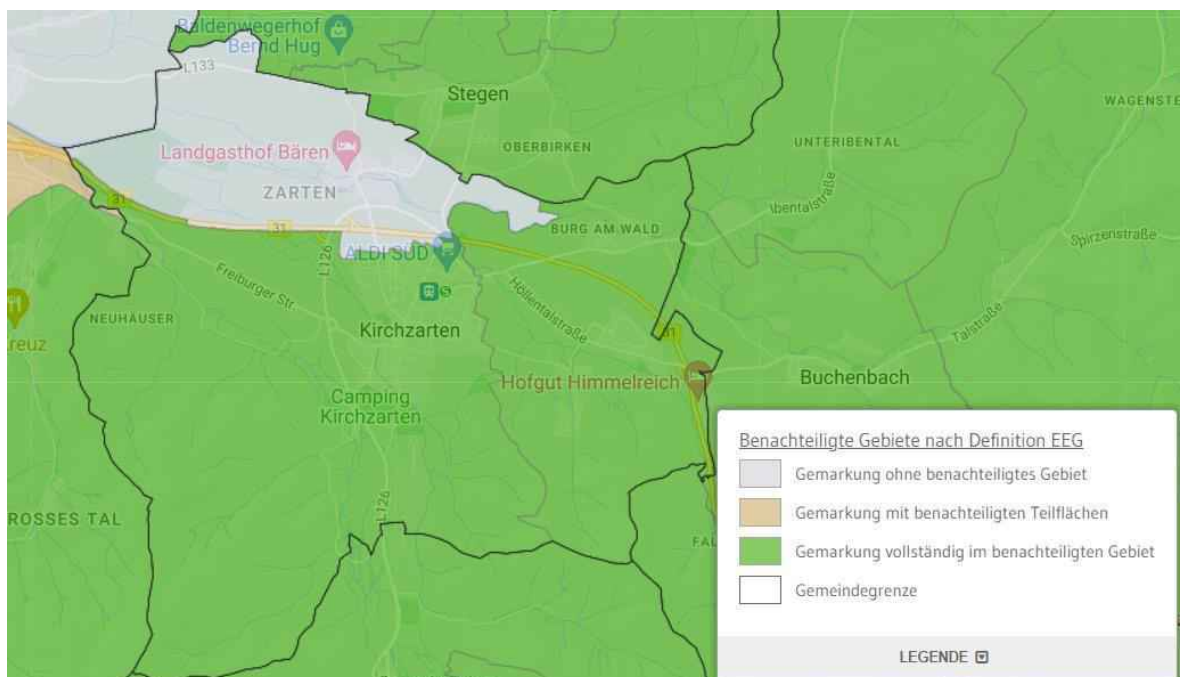 Baldenwegerhof
Bernd Hug
L133
Stegen
WAGENSTE
Landgasthof Bären
OBERBIRKEN
UNTERIBENTAL
ZARTEN
31
Ibentalstraße
31
BURG AM WALD
Spirzenstraße
ALDI SÜD
L126
Freiburger Str.
S
Höllentalstraße
NEUHÄUSER
Kirchzarten
31
Talstraße
reuz
Hofgut Himmelreich
Buchenbach
Camping
Kirchzarten
L126
ROSSES TAL
FAL
Benachteiligte Gebiete nach Definition EEG
Gemarkung ohne benachteiligtes Gebiet
Gemarkung mit benachteiligten Teilflächen
Gemarkung vollständig im benachteiligten Gebiet
Gemeindegrenze
LEGENDE